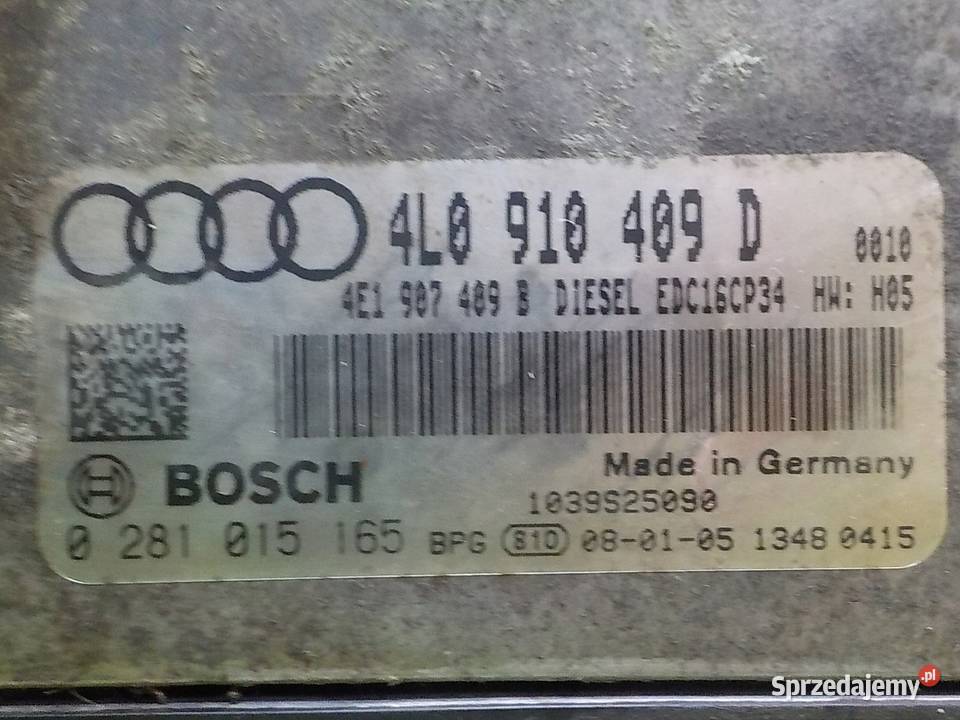 4L0 910 409 D 0010
4E1 907 409 B DIESEL EDC16CP34 HW: H05
BOSCH Made in Germany
1039S25090
0 281 015 165 BPG 810 08-01-05 1348 0415
Sprzedajemy.pl